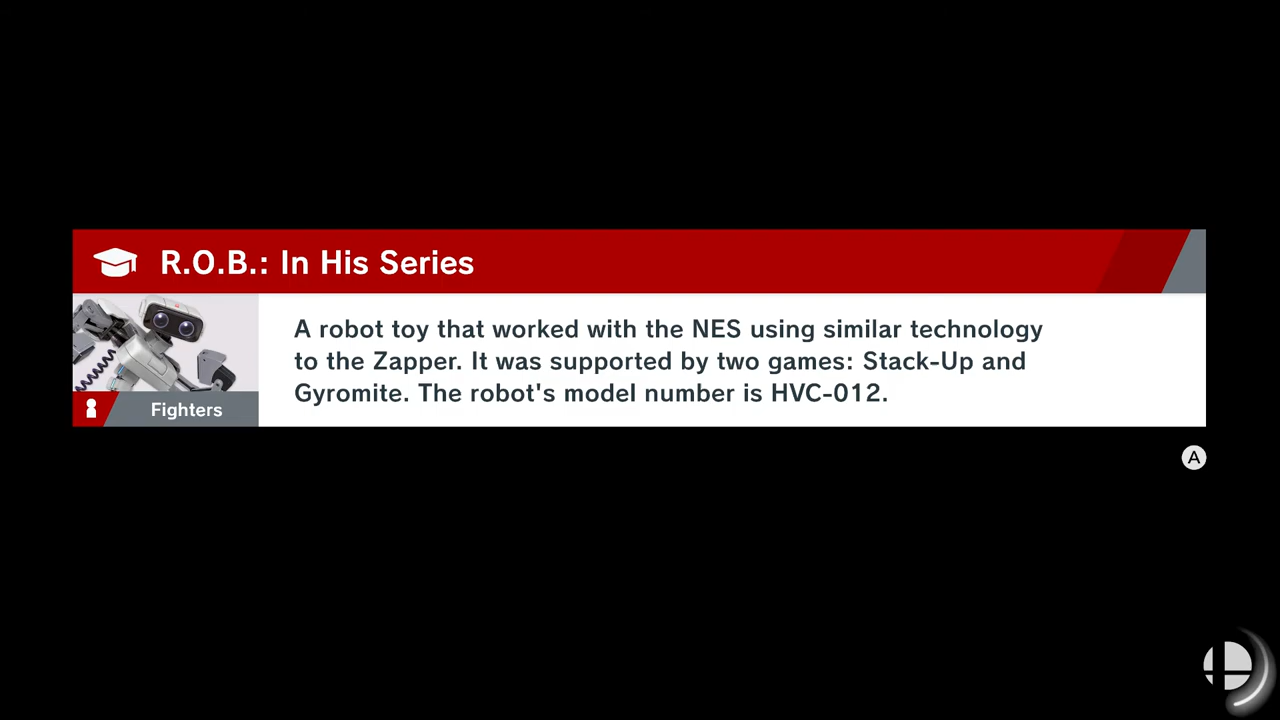 R.O.B.: In His Series
A robot toy that worked with the NES using similar technology
to the Zapper. It was supported by two games: Stack-Up and
Gyromite. The robot's model number is HVC-012.
Fighters
A